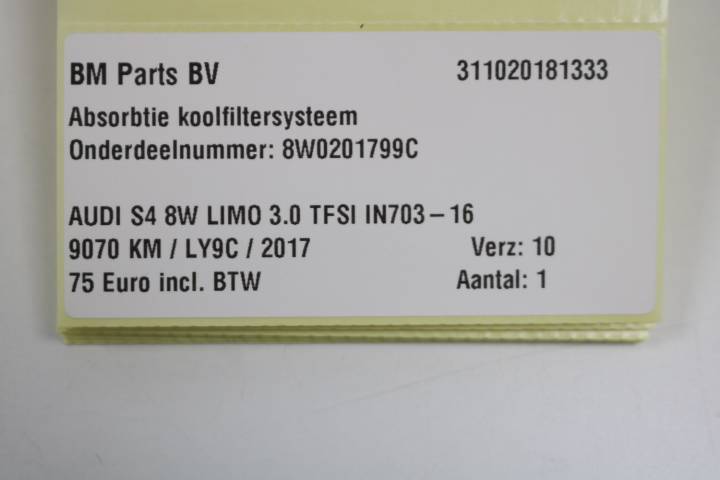 BM Parts BV 311020181333
Absorbtie koolfiltersysteem
Onderdeelnummer: 8W0201799C
AUDI S4 8W LIMO 3.0 TFSI IN703-16
9070 KM / LY9C / 2017 Verz: 10
75 Euro incl. BTW Aantal: 1